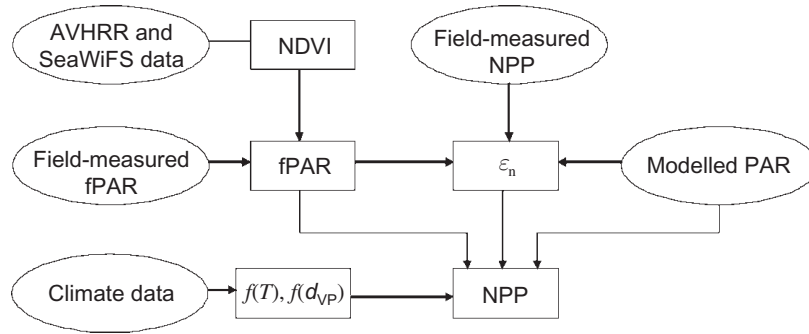 AVHRR and
SeaWiFS data
NDVI
Field-measured
NPP
Field-measured
fPAR
fPAR
εn
Modelled PAR
Climate data
f(T), f(dVP)
NPP